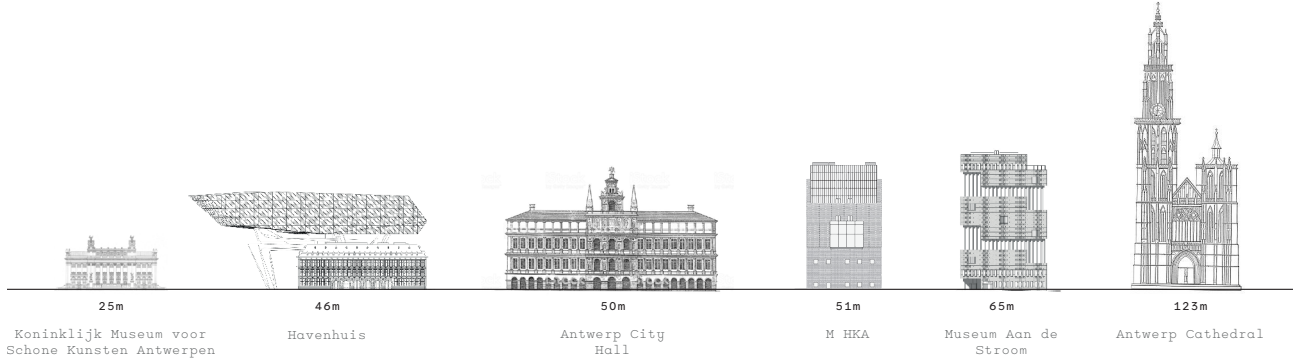 25m
46m
50m
51m
65m
123m
Koninklijk Museum voor
Schone Kunsten Antwerpen
Havenhuis
Antwerp City
Hall
M HKA
Museum Aan de
Stroom
Antwerp Cathedral